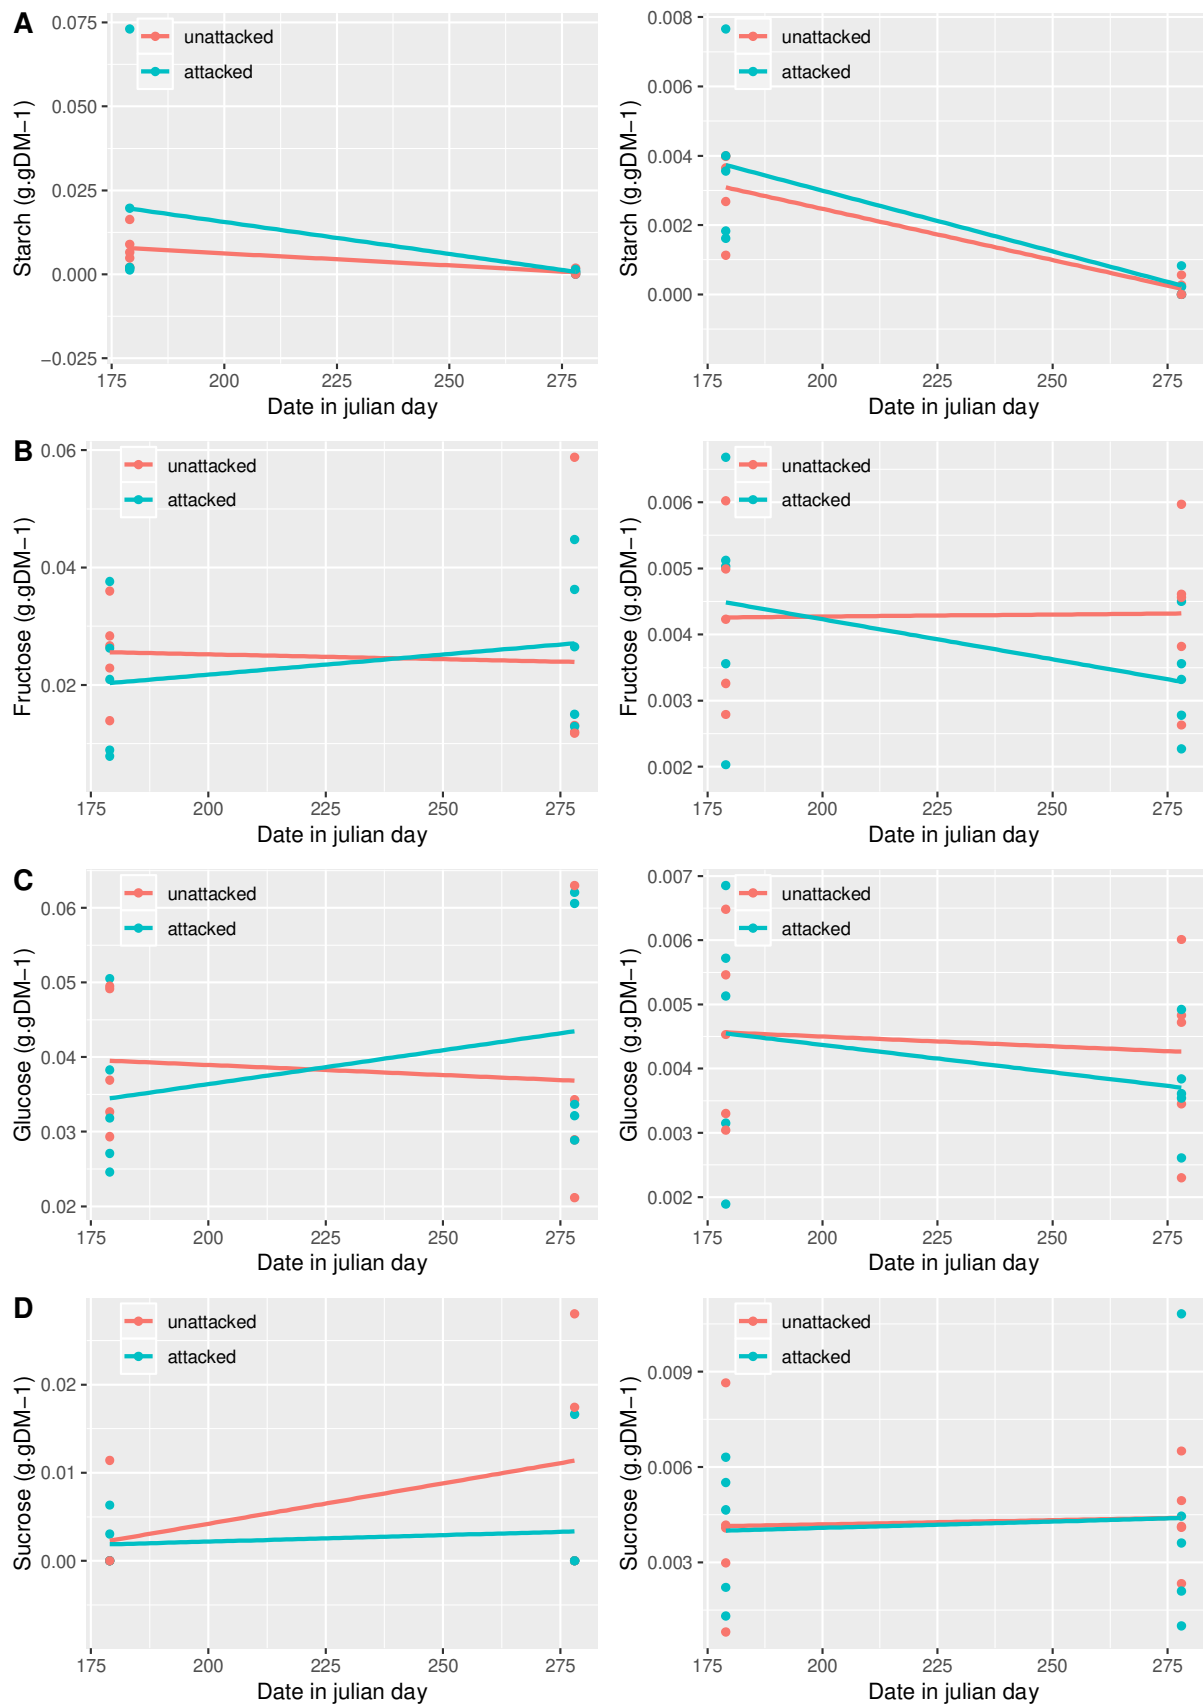 A
Starch (g.gDM−1)
0.075
0.050
0.025
0.000
−0.025
unattacked
attacked
175 200 225 250 275
Date in julian day
Starch (g.gDM−1)
0.008
0.006
0.004
0.002
0.000
unattacked
attacked
175 200 225 250 275
Date in julian day
B
Fructose (g.gDM−1)
0.06
0.04
0.02
unattacked
attacked
175 200 225 250 275
Date in julian day
Fructose (g.gDM−1)
0.006
0.005
0.004
0.003
0.002
unattacked
attacked
175 200 225 250 275
Date in julian day
C
Glucose (g.gDM−1)
0.06
0.05
0.04
0.03
0.02
unattacked
attacked
175 200 225 250 275
Date in julian day
Glucose (g.gDM−1)
0.007
0.006
0.005
0.004
0.003
0.002
unattacked
attacked
175 200 225 250 275
Date in julian day
D
Sucrose (g.gDM−1)
0.02
0.01
0.00
unattacked
attacked
175 200 225 250 275
Date in julian day
Sucrose (g.gDM−1)
0.009
0.006
0.003
unattacked
attacked
175 200 225 250 275
Date in julian day